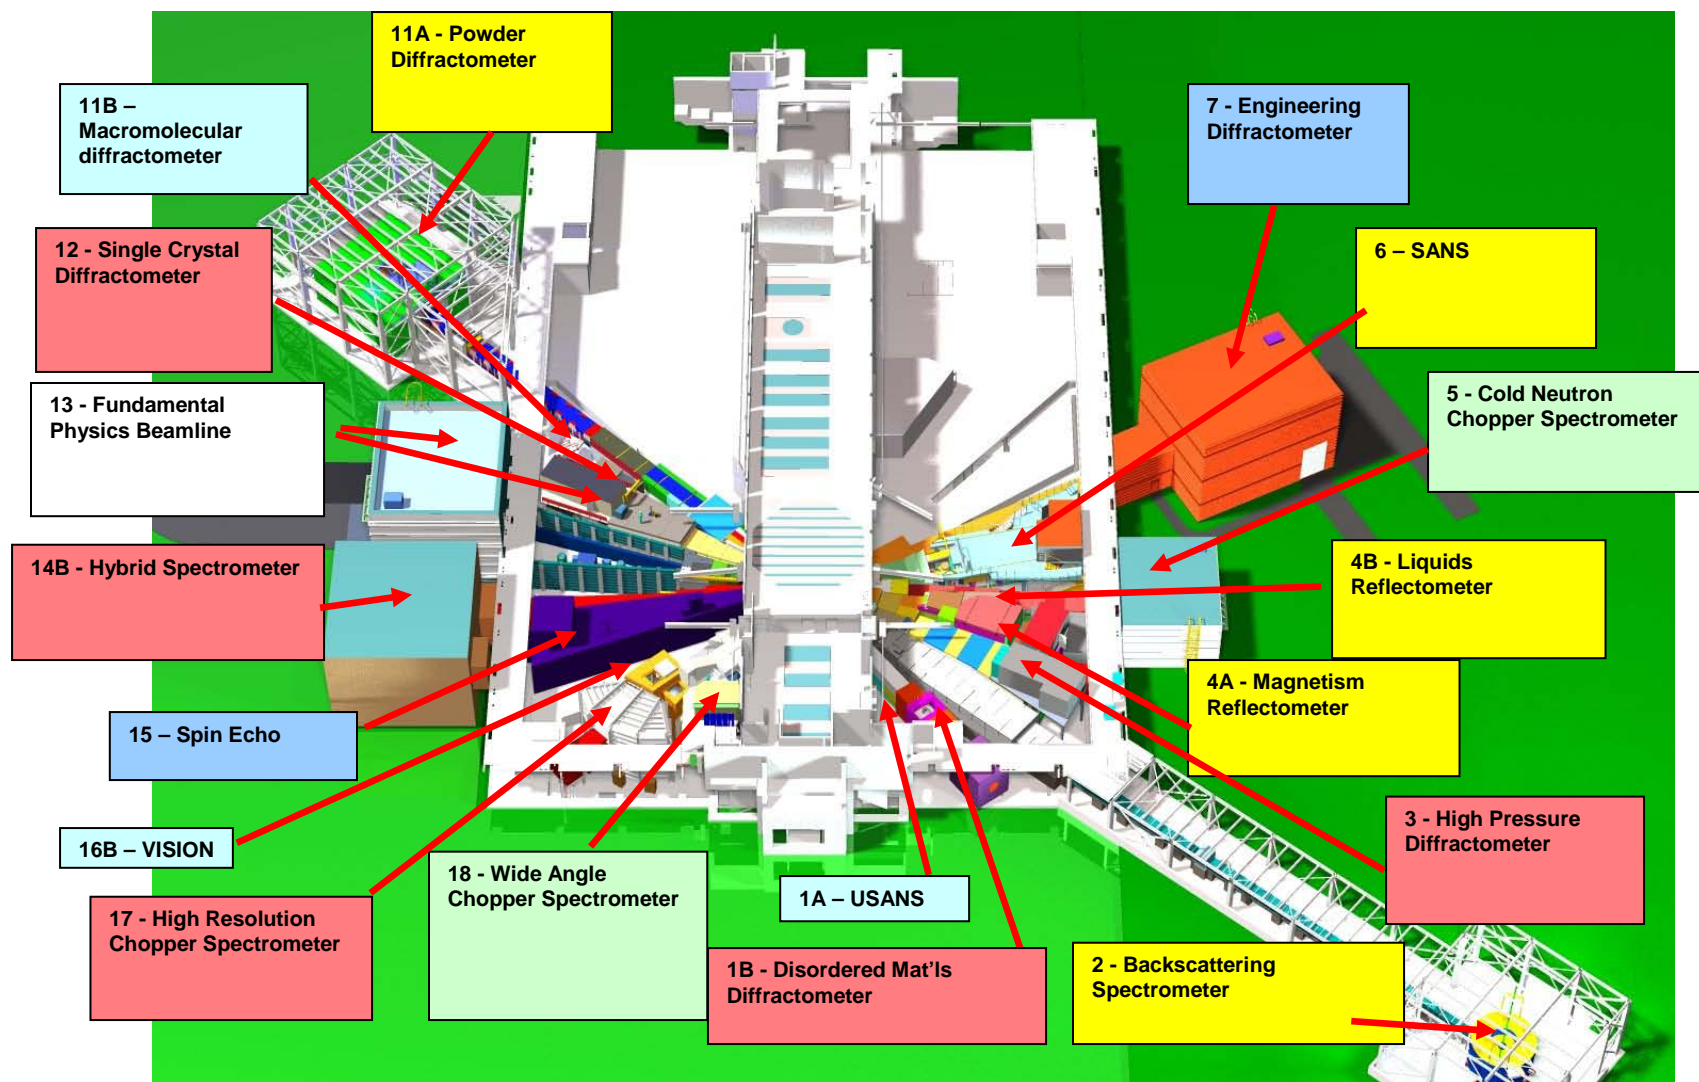 11A - Powder
Diffractometer
11B –
Macromolecular
diffractometer
7 - Engineering
Diffractometer
12 - Single Crystal
Diffractometer
6 – SANS
13 - Fundamental
Physics Beamline
5 - Cold Neutron
Chopper Spectrometer
14B - Hybrid Spectrometer
4B - Liquids
Reflectometer
4A - Magnetism
Reflectometer
15 – Spin Echo
16B – VISION
3 - High Pressure
Diffractometer
18 - Wide Angle
Chopper Spectrometer
1A – USANS
17 - High Resolution
Chopper Spectrometer
1B - Disordered Mat'ls
Diffractometer
2 - Backscattering
Spectrometer